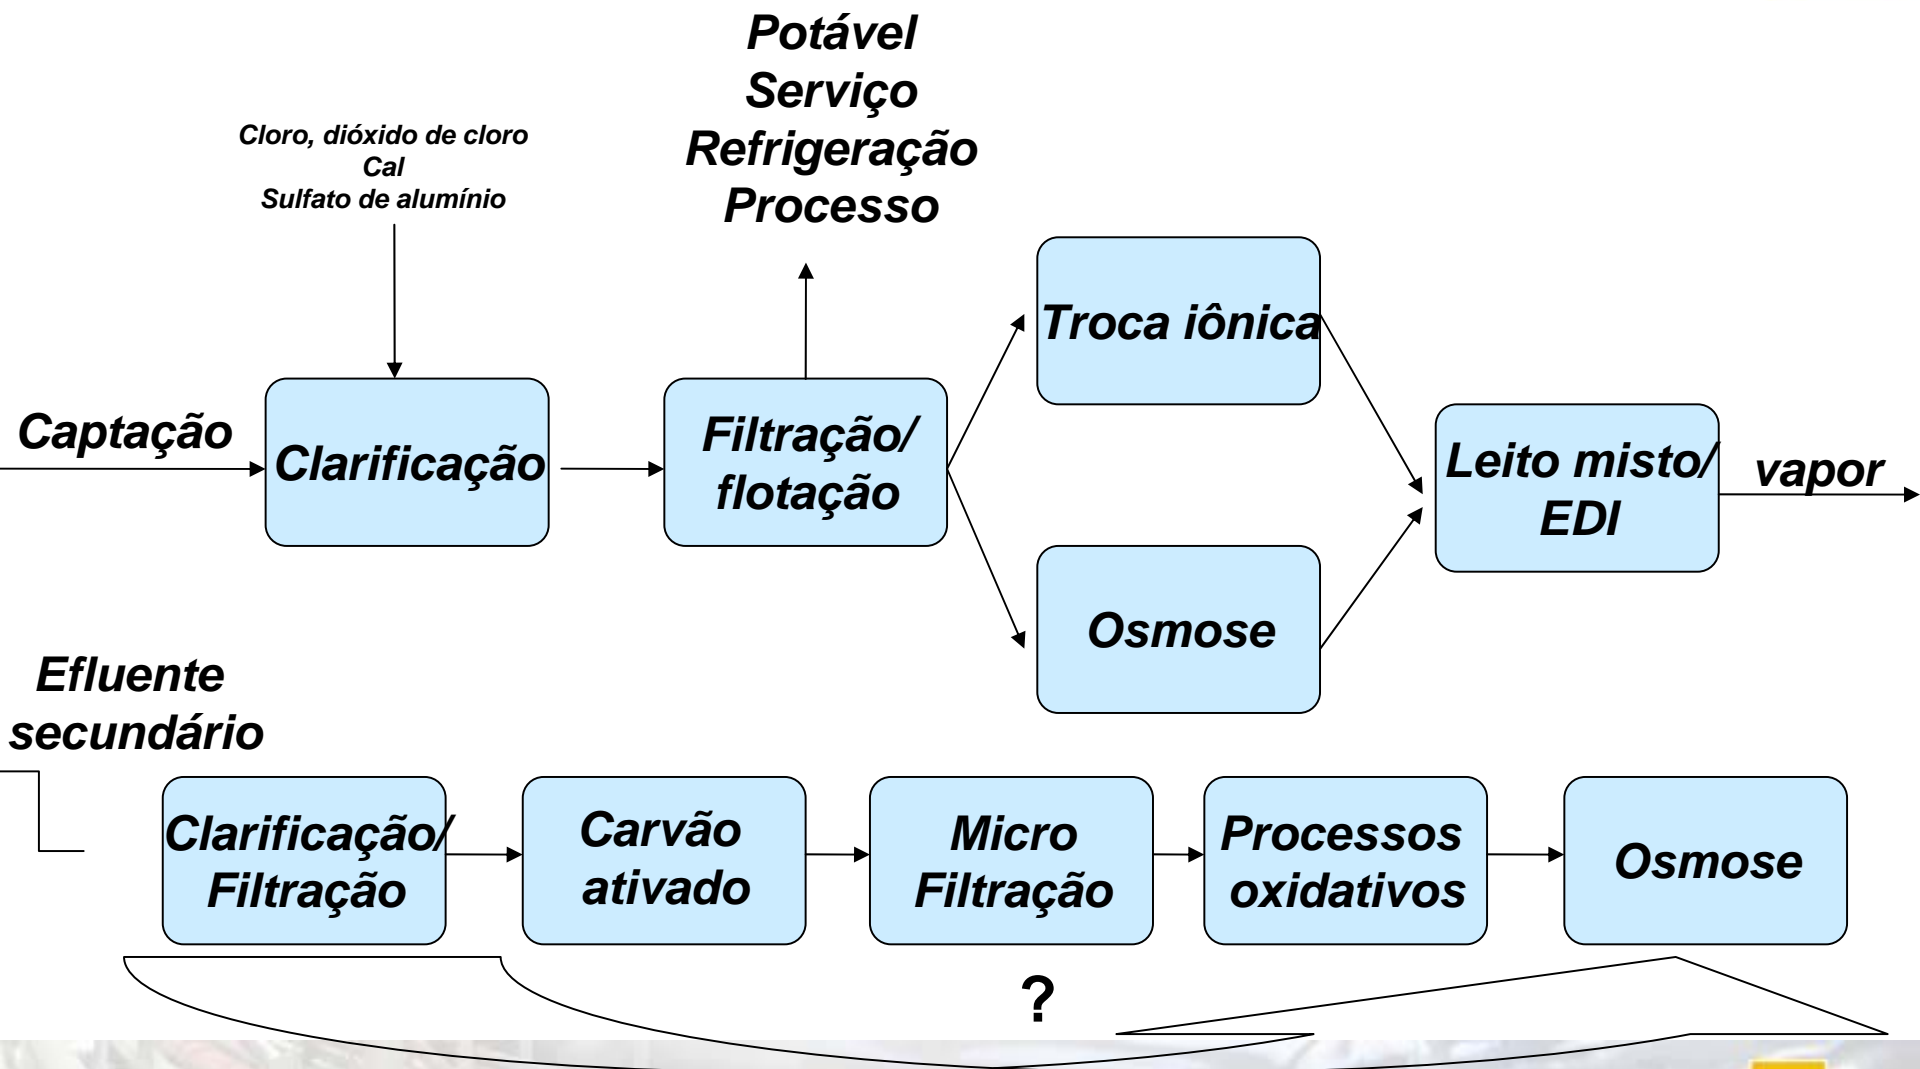 Potável
Serviço
Refrigeração
Processo
Cloro, dióxido de cloro
Cal
Sulfato de alumínio
Captação
Clarificação
Filtração/
flotação
Troca iônica
Osmose
Leito misto/
EDI
vapor
Efluente
secundário
Clarificação/
Filtração
Carvão
ativado
Micro
Filtração
Processos
oxidativos
Osmose
?